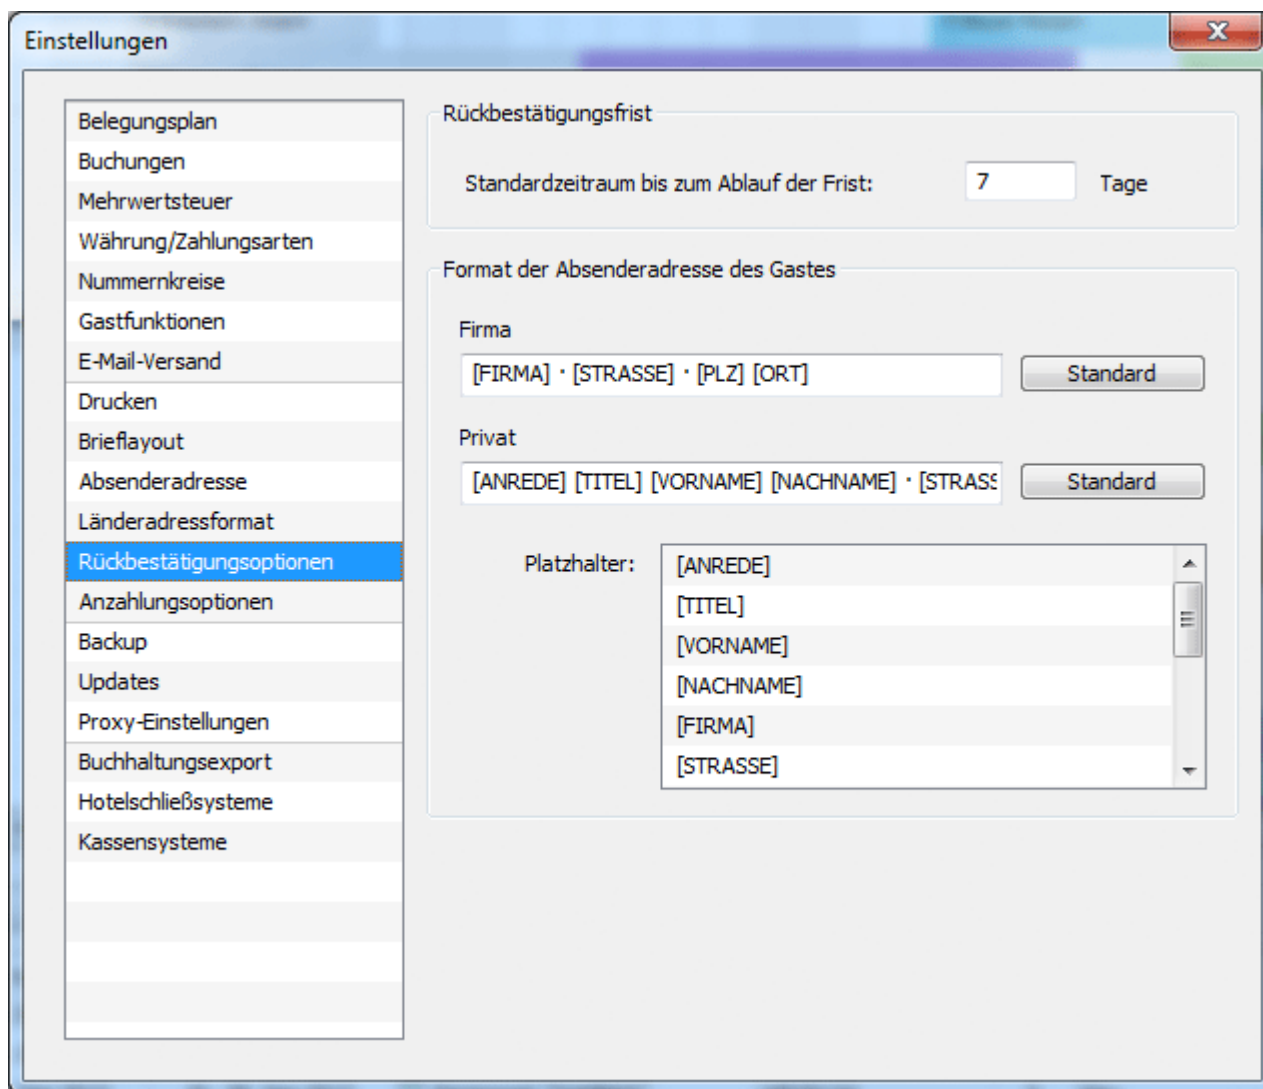 Einstellungen
Belegungsplan
Buchungen
Mehrwertsteuer
Währung/Zahlungsarten
Nummernkreise
Gastfunktionen
E-Mail-Versand
Drucken
Brieflayout
Absenderadresse
Länderadressformat
Rückbestätigungsoptionen
Anzahlungsoptionen
Backup
Updates
Proxy-Einstellungen
Buchhaltungsexport
Hotelschließsysteme
Kassensysteme
Rückbestätigungsfrist
Standardzeitraum bis zum Ablauf der Frist: 7 Tage
Format der Absenderadresse des Gastes
Firma
[FIRMA] · [STRASSE] · [PLZ] [ORT] Standard
Privat
[ANREDE] [TITEL] [VORNAME] [NACHNAME] · [STRASS Standard
Platzhalter: [ANREDE]
[TITEL]
[VORNAME]
[NACHNAME]
[FIRMA]
[STRASSE]